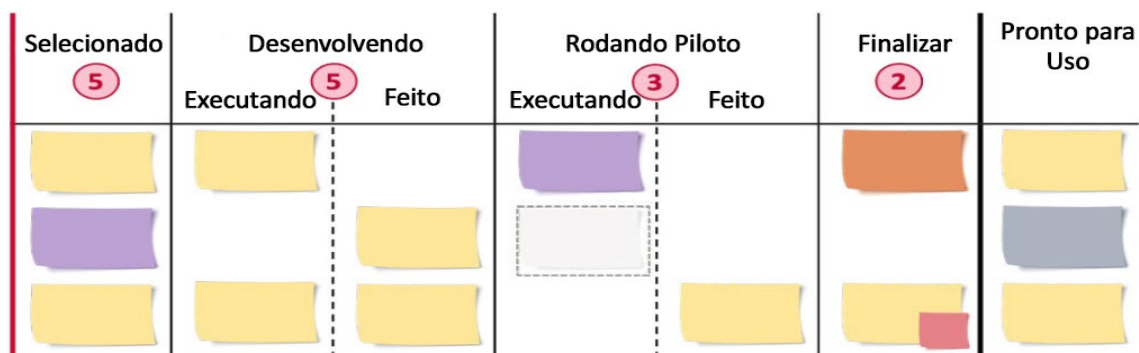 Selecionado
5
Desenvolvendo
5
Executando
Feito
Rodando Piloto
3
Executando
Feito
Finalizar
2
Pronto para
Uso